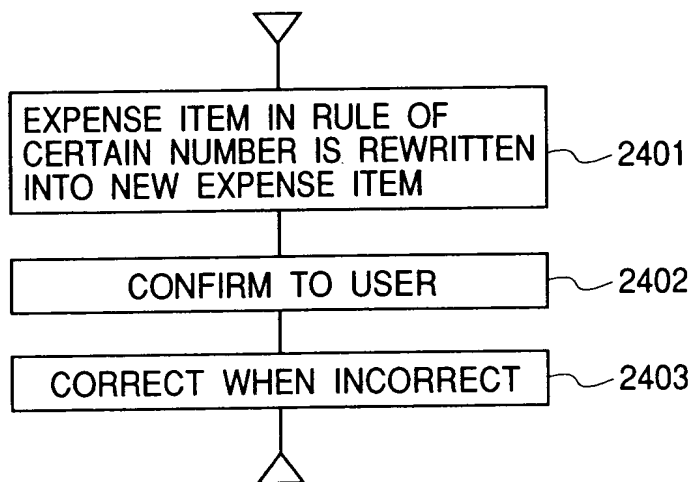 EXPENSE ITEM IN RULE OF
CERTAIN NUMBER IS REWRITTEN
INTO NEW EXPENSE ITEM
2401
CONFIRM TO USER
2402
CORRECT WHEN INCORRECT
2403